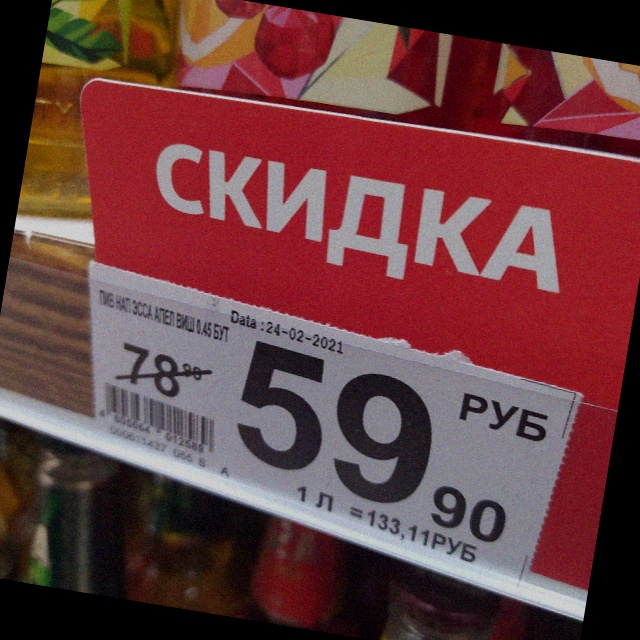 СКИДКА
ПИВ НАП ЭССА АПЕЛ ВИШ 0.45 БУТ
Data :24-02-2021
78 90
59 90
РУБ
1 Л =133,11РУБ